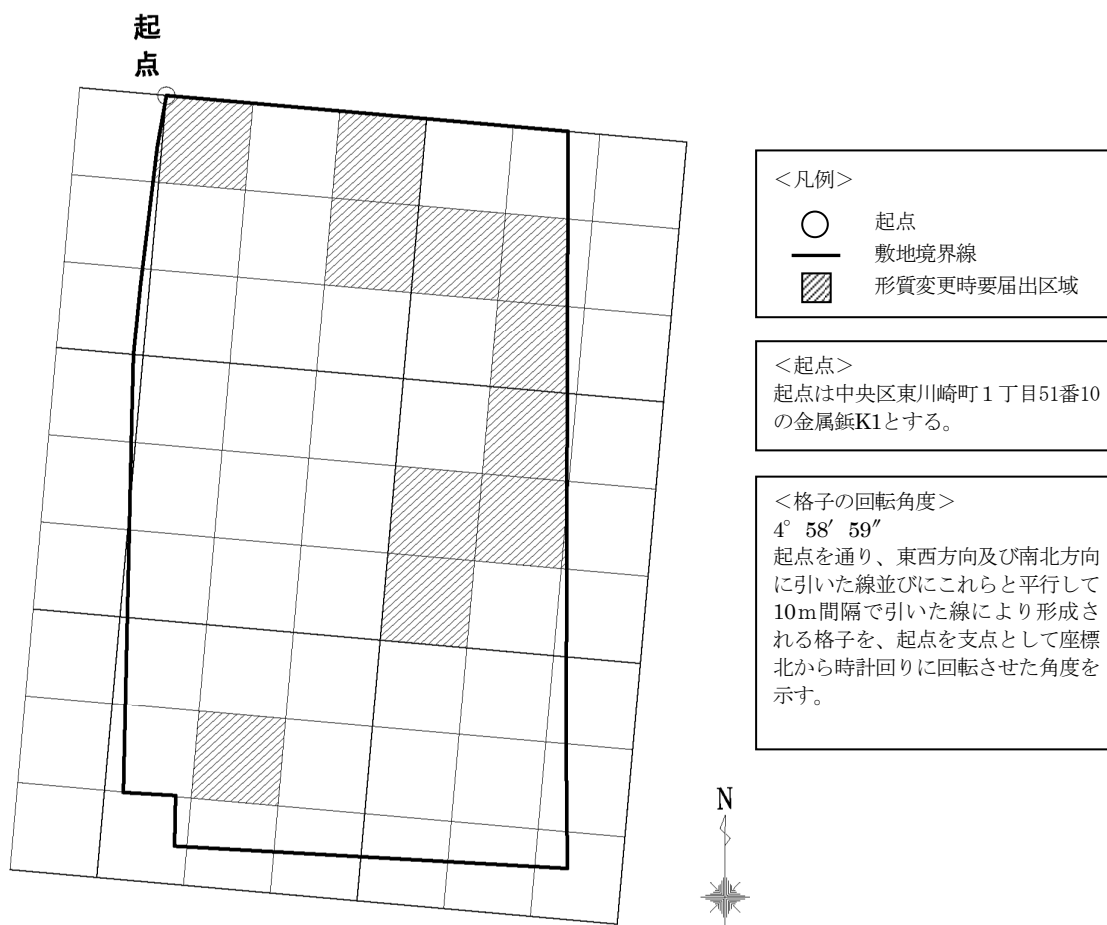 起
点
<凡例>
起点
敷地境界線
形質変更時要届出区域
<起点>
起点は中央区東川崎町1丁目51番10
の金属鋲K1とする。
<格子の回転角度>
4° 58′ 59″
起点を通り、東西方向及び南北方向
に引いた線並びにこれらと平行して
10m間隔で引いた線により形成さ
れる格子を、起点を支点として座標
北から時計回りに回転させた角度を
示す。
N